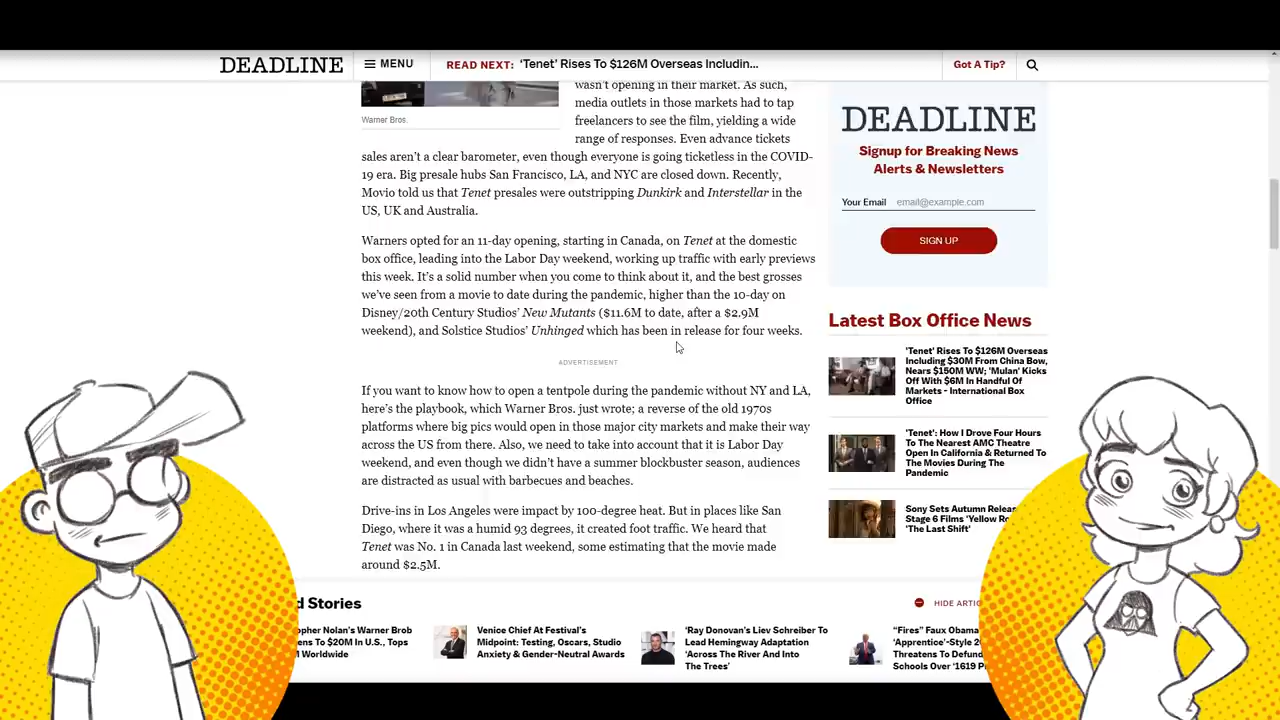 DEADLINE
MENU
READ NEXT: 'Tenet' Rises To $126M Overseas Includin...
Got A Tip?
Warner Bros.
wasn't opening in their market. As such,
media outlets in those markets had to tap
freelancers to see the film, yielding a wide
range of responses. Even advance tickets
sales aren't a clear barometer, even though everyone is going ticketless in the COVID-
19 era. Big presale hubs San Francisco, LA, and NYC are closed down. Recently,
Movio told us that Tenet presales were outstripping Dunkirk and Interstellar in the
US, UK and Australia.
Warners opted for an 11-day opening, starting in Canada, on Tenet at the domestic
box office, leading into the Labor Day weekend, working up traffic with early previews
this week. It's a solid number when you come to think about it, and the best grosses
we've seen from a movie to date during the pandemic, higher than the 10-day on
Disney/20th Century Studios' New Mutants ($11.6M to date, after a $2.9M
weekend), and Solstice Studios' Unhinged which has been in release for four weeks.
ADVERTISEMENT
If you want to know how to open a tentpole during the pandemic without NY and LA,
here's the playbook, which Warner Bros. just wrote; a reverse of the old 1970s
platforms where big pics would open in those major city markets and make their way
across the US from there. Also, we need to take into account that it is Labor Day
weekend, and even though we didn't have a summer blockbuster season, audiences
are distracted as usual with barbecues and beaches.
Drive-ins in Los Angeles were impact by 100-degree heat. But in places like San
Diego, where it was a humid 93 degrees, it created foot traffic. We heard that
Tenet was No. 1 in Canada last weekend, some estimating that the movie made
around $2.5M.
DEADLINE
Signup for Breaking News
Alerts & Newsletters
Your Email email@example.com
SIGN UP
Latest Box Office News
'Tenet' Rises To $126M Overseas
Including $30M From China Bow,
Nears $150M WW; 'Mulan' Kicks
Off With $6M In Handful Of
Markets – International Box
Office
'Tenet': How I Drove Four Hours
To The Nearest AMC Theatre
Open In California & Returned To
The Movies During The
Pandemic
Sony Sets Autumn Releas
Stage 6 Films 'Yellow Ro
'The Last Shift'
d Stories
HIDE ARTIC
opher Nolan's Warner Brob
ens To $20M In U.S., Tops
M Worldwide
Venice Chief At Festival's
Midpoint: Testing, Oscars, Studio
Anxiety & Gender-Neutral Awards
'Ray Donovan's Liev Schreiber To
Lead Hemingway Adaptation
'Across The River And Into
The Trees'
"Fires" Faux Obama
'Apprentice'-Style 2
Threatens To Defund
Schools Over '1619 P